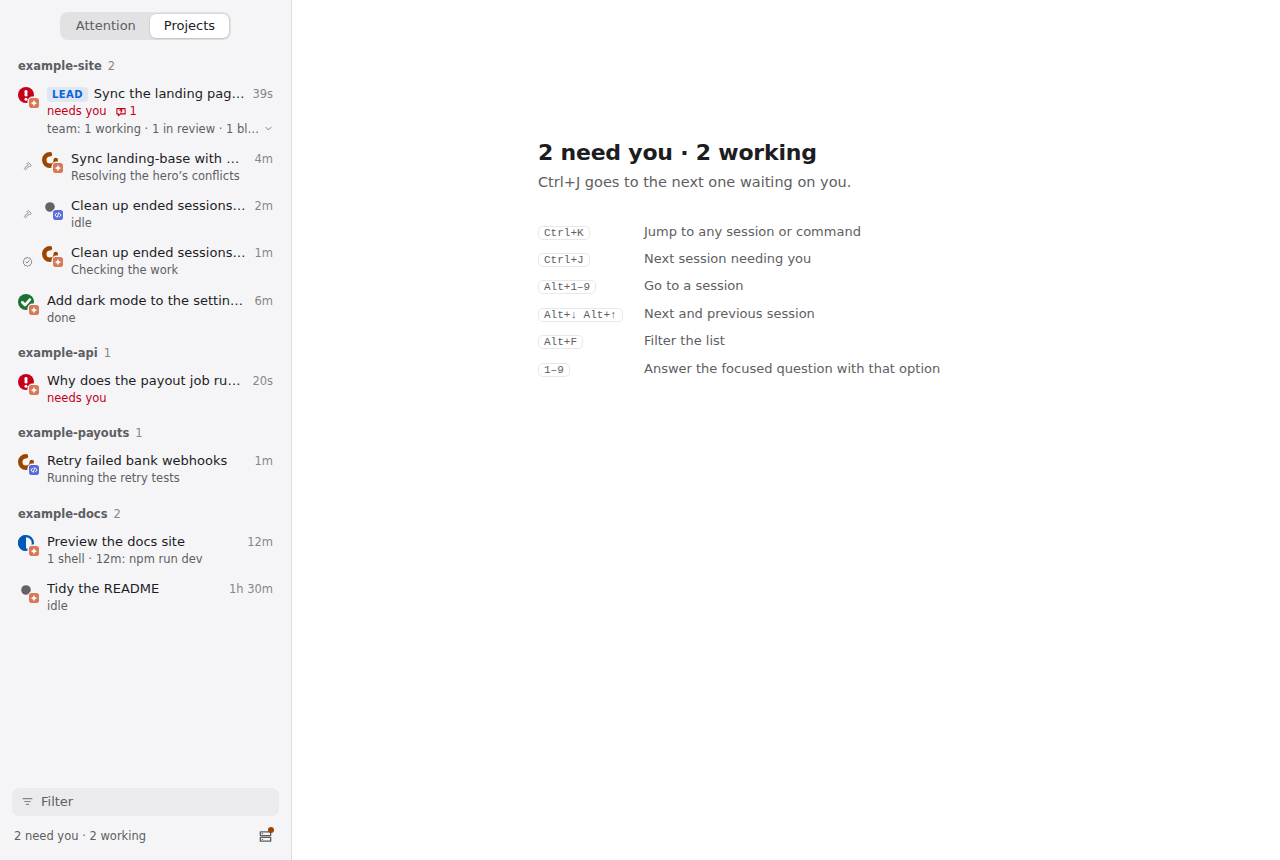 Attention Projects
example-site 2
LEAD Sync the landing pag… 39s
needs you 1
team: 1 working · 1 in review · 1 bl…
Sync landing-base with … 4m
Resolving the hero’s conflicts
Clean up ended sessions… 2m
idle
Clean up ended sessions… 1m
Checking the work
Add dark mode to the settin… 6m
done
example-api 1
Why does the payout job ru… 20s
needs you
example-payouts 1
Retry failed bank webhooks 1m
Running the retry tests
example-docs 2
Preview the docs site 12m
1 shell · 12m: npm run dev
Tidy the README 1h 30m
idle
Filter
2 need you · 2 working
2 need you · 2 working
Ctrl+J goes to the next one waiting on you.
Ctrl+K Jump to any session or command
Ctrl+J Next session needing you
Alt+1–9 Go to a session
Alt+↓ Alt+↑ Next and previous session
Alt+F Filter the list
1–9 Answer the focused question with that option